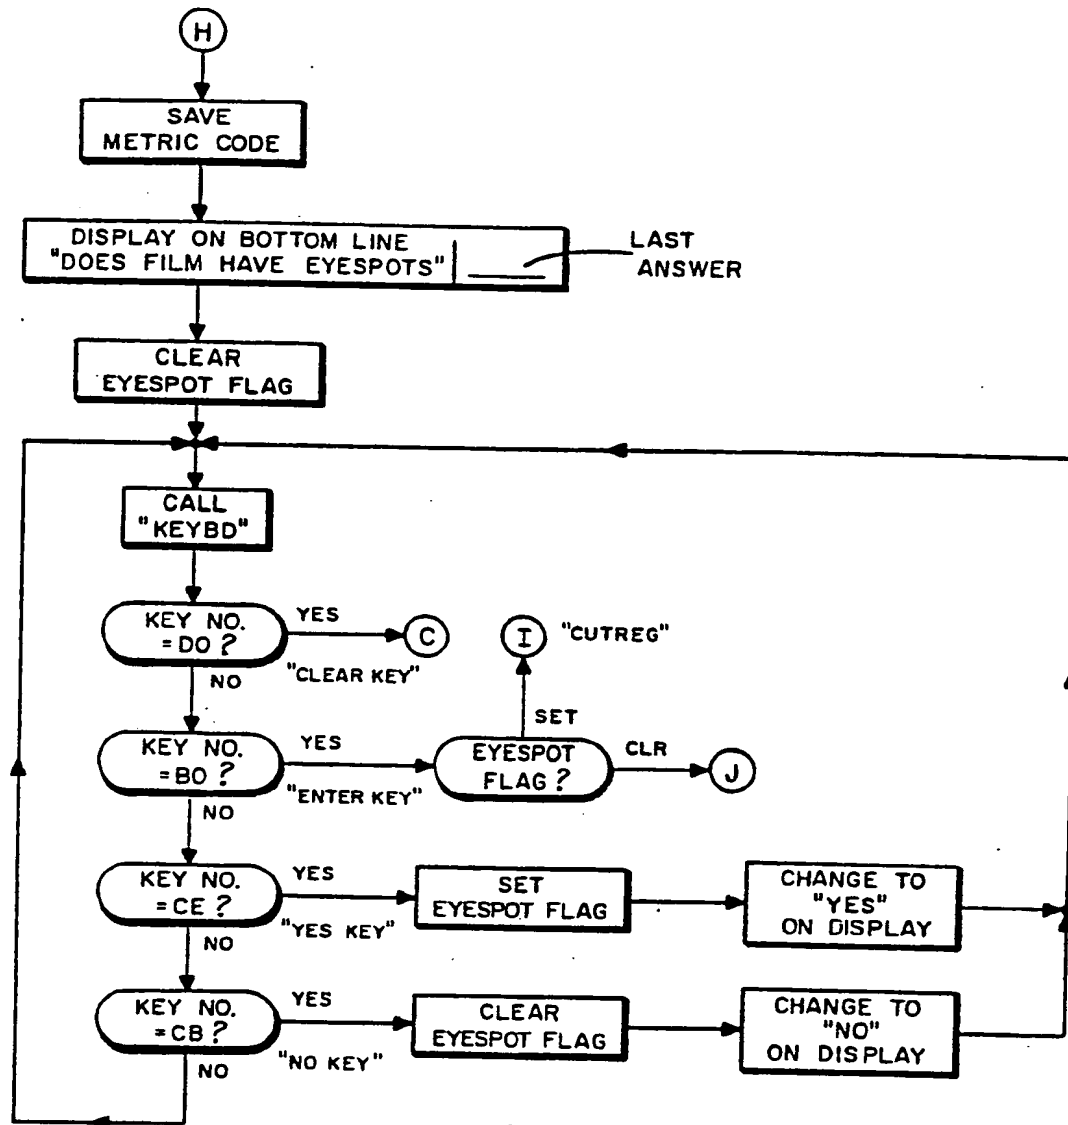 H
SAVE
METRIC CODE
DISPLAY ON BOTTOM LINE
"DOES FILM HAVE EYESPOTS"
LAST
ANSWER
CLEAR
EYESPOT FLAG
CALL
"KEYBD"
KEY NO.
=DO?
YES
"CLEAR KEY"
NO
C
I
"CUTREG"
SET
KEY NO.
=BO?
YES
"ENTER KEY"
NO
EYESPOT
FLAG?
CLR
J
KEY NO.
=CE?
YES
"YES KEY"
NO
SET
EYESPOT FLAG
CHANGE TO
"YES"
ON DISPLAY
KEY NO.
=CB?
YES
"NO KEY"
NO
CLEAR
EYESPOT FLAG
CHANGE TO
"NO"
ON DISPLAY